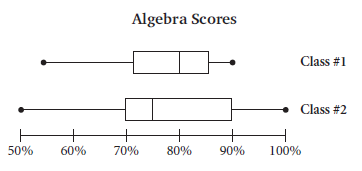 Algebra Scores
Class #1
Class #2
50% 60% 70% 80% 90% 100%